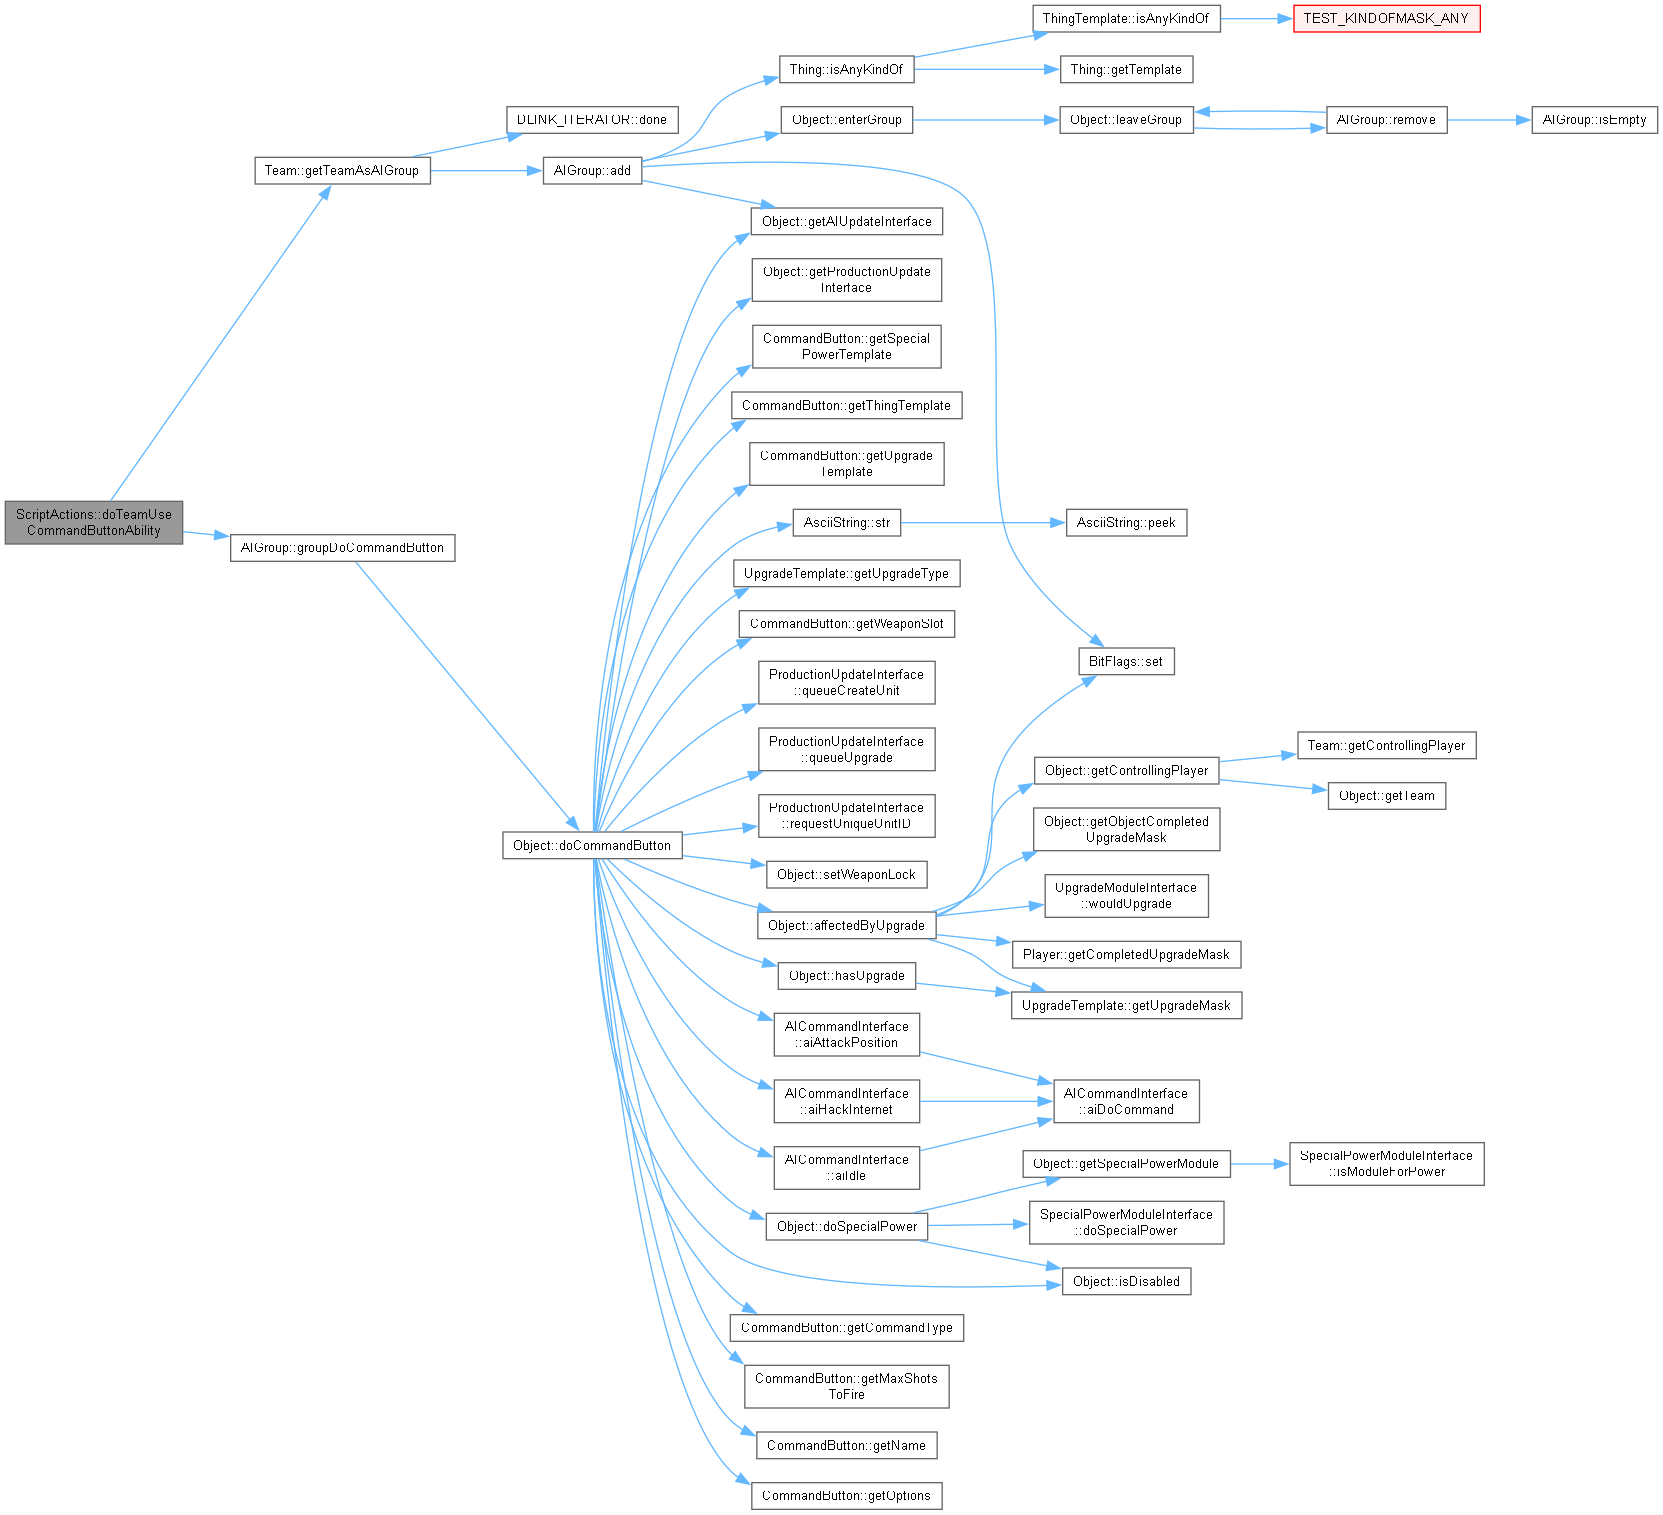 ThingTemplate::isAnyKindOf
TEST_KINDOFMASK_ANY
Thing::isAnyKindOf
Thing::getTemplate
DLINK_ITERATOR::done
Object::enterGroup
Object::leaveGroup
AIGroup::remove
AIGroup::isEmpty
Team::getTeamAsAIGroup
AIGroup::add
Object::getAIUpdateInterface
Object::getProductionUpdate
Interface
CommandButton::getSpecial
PowerTemplate
CommandButton::getThingTemplate
CommandButton::getUpgrade
Template
ScriptActions::doTeamUse
CommandButtonAbility
AsciiString::str
AsciiString::peek
AIGroup::groupDoCommandButton
UpgradeTemplate::getUpgradeType
CommandButton::getWeaponSlot
BitFlags::set
ProductionUpdateInterface
::queueCreateUnit
ProductionUpdateInterface
::queueUpgrade
Team::getControllingPlayer
Object::getControllingPlayer
Object::getTeam
ProductionUpdateInterface
::requestUniqueUnitID
Object::getObjectCompleted
UpgradeMask
Object::doCommandButton
Object::setWeaponLock
UpgradeModuleInterface
::wouldUpgrade
Object::affectedByUpgrade
Player::getCompletedUpgradeMask
Object::hasUpgrade
UpgradeTemplate::getUpgradeMask
AICommandInterface
::aiAttackPosition
AICommandInterface
::aiHackInternet
AICommandInterface
::aiDoCommand
AICommandInterface
::aiIdle
Object::getSpecialPowerModule
SpecialPowerModuleInterface
::isModuleForPower
Object::doSpecialPower
SpecialPowerModuleInterface
::doSpecialPower
Object::isDisabled
CommandButton::getCommandType
CommandButton::getMaxShots
ToFire
CommandButton::getName
CommandButton::getOptions